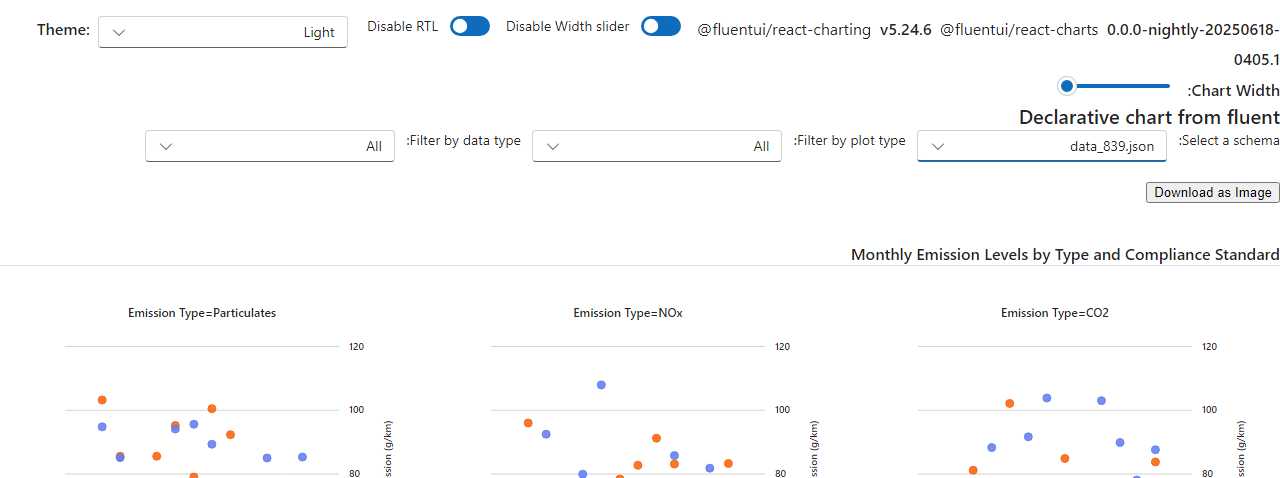 Theme: Light Disable RTL Disable Width slider @fluentui/react-charting v5.24.6 @fluentui/react-charts 0.0.0-nightly-20250618-
0405.1
:Chart Width
Declarative chart from fluent
:Select a schema data_839.json :Filter by plot type All :Filter by data type All
Download as Image
Monthly Emission Levels by Type and Compliance Standard
Emission Type=Particulates Emission Type=NOx Emission Type=CO2
120 120 120
100 100 100
ssion (g/km) ssion (g/km) ssion (g/km)
80 80 80